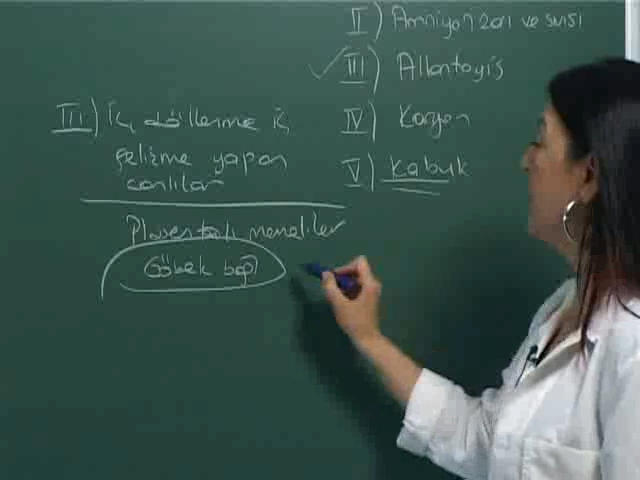 II) Amniyon zarı ve sıvısı
III) Allantoyis
IV) Koryon
V) Kabuk
III) İç döllenme iç
gelişme yapan
canlılar
Plasentalı memeliler
Göbek bağı